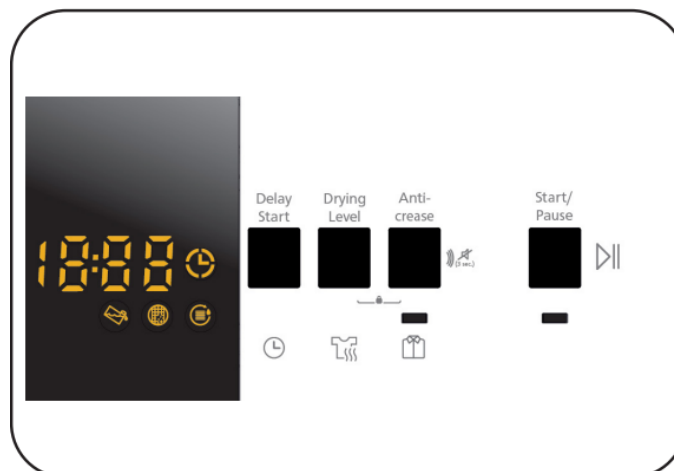 Delay
Start
Drying
Level
Anti-
crease
Start/
Pause
18:88
(3 sec.)